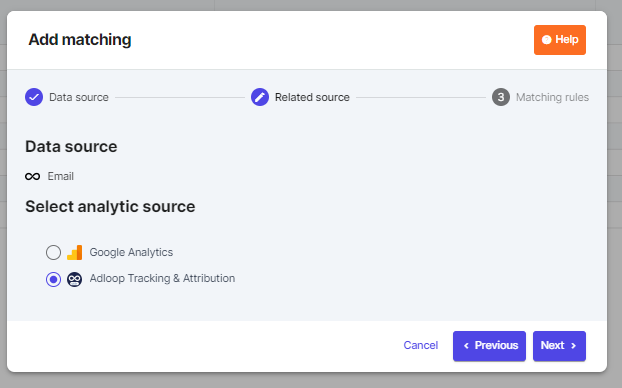 Add matching
Help
Data source
Related source
3 Matching rules
Data source
Email
Select analytic source
Google Analytics
Adloop Tracking & Attribution
Cancel
Previous
Next